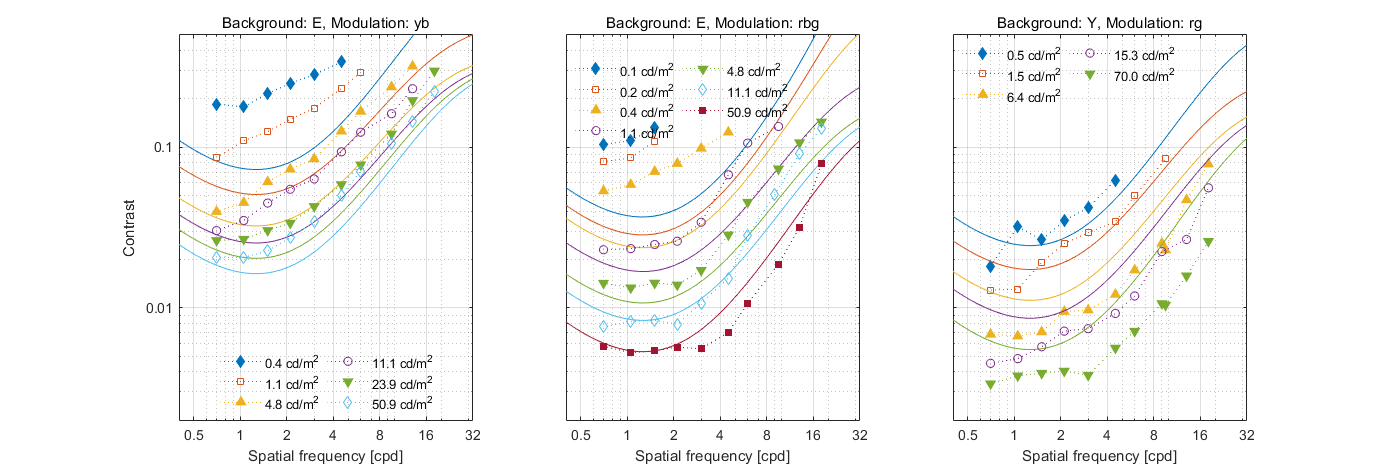 Background: E, Modulation: yb
Contrast
0.1
0.01
0.4 cd/m²
1.1 cd/m²
4.8 cd/m²
11.1 cd/m²
23.9 cd/m²
50.9 cd/m²
0.5 1 2 4 8 16 32
Spatial frequency [cpd]
Background: E, Modulation: rbg
0.1 cd/m²
0.2 cd/m²
0.4 cd/m²
1.1 cd/m²
4.8 cd/m²
11.1 cd/m²
50.9 cd/m²
0.5 1 2 4 8 16 32
Spatial frequency [cpd]
Background: Y, Modulation: rg
0.5 cd/m²
1.5 cd/m²
6.4 cd/m²
15.3 cd/m²
70.0 cd/m²
0.5 1 2 4 8 16 32
Spatial frequency [cpd]